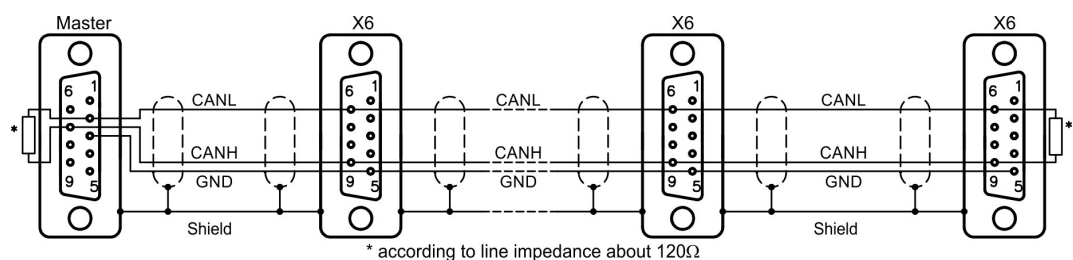 Master X6 X6 X6
6 1 6 1 6 1 6 1
CANL CANL CANL
* *
CANH CANH CANH
9 5 9 5 9 5 9 5
GND GND GND
Shield Shield
* according to line impedance about 120Ω